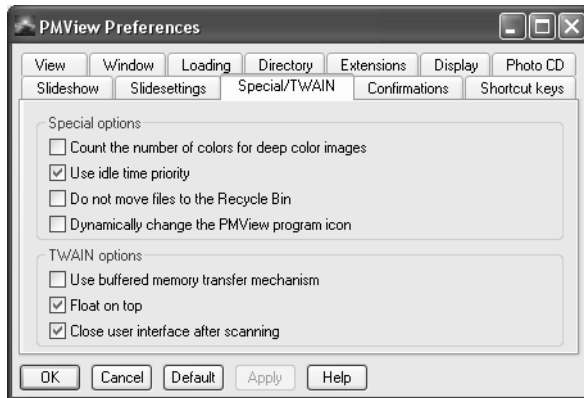 PMView Preferences
View Window Loading Directory Extensions Display Photo CD
Slideshow Slidesettings Special/TWAIN Confirmations Shortcut keys
Special options
Count the number of colors for deep color images
Use idle time priority
Do not move files to the Recycle Bin
Dynamically change the PMView program icon
TWAIN options
Use buffered memory transfer mechanism
Float on top
Close user interface after scanning
OK Cancel Default Apply Help